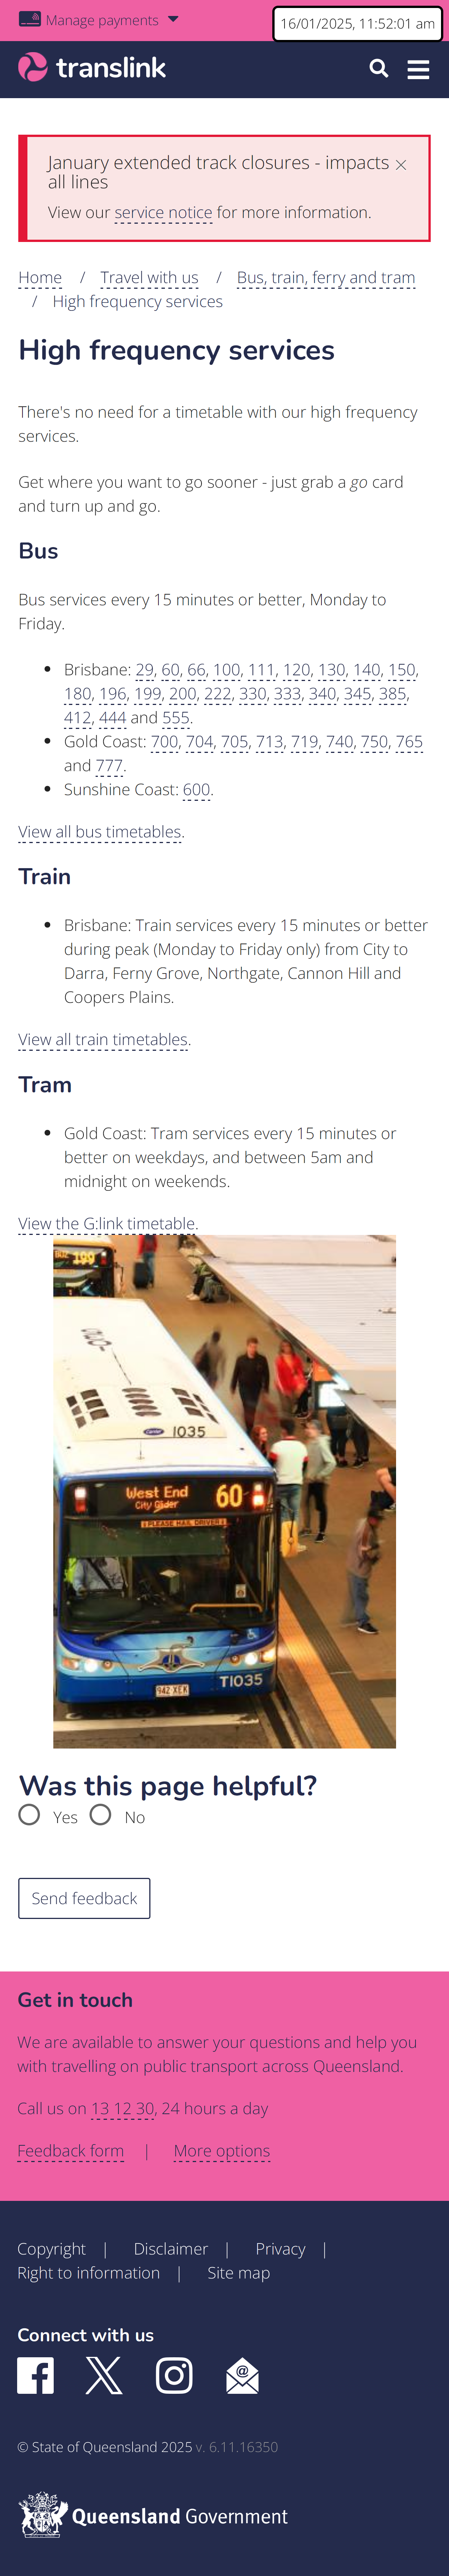 Manage payments
16/01/2025, 11:52:01 am
translink
January extended track closures - impacts
all lines
View our service notice for more information.
Home / Travel with us / Bus, train, ferry and tram
/ High frequency services
High frequency services
There's no need for a timetable with our high frequency
services.
Get where you want to go sooner - just grab a go card
and turn up and go.
Bus
Bus services every 15 minutes or better, Monday to
Friday.
• Brisbane: 29, 60, 66, 100, 111, 120, 130, 140, 150,
180, 196, 199, 200, 222, 330, 333, 340, 345, 385,
412, 444 and 555.
• Gold Coast: 700, 704, 705, 713, 719, 740, 750, 765
and 777.
• Sunshine Coast: 600.
View all bus timetables.
Train
• Brisbane: Train services every 15 minutes or better
during peak (Monday to Friday only) from City to
Darra, Ferny Grove, Northgate, Cannon Hill and
Coopers Plains.
View all train timetables.
Tram
• Gold Coast: Tram services every 15 minutes or
better on weekdays, and between 5am and
midnight on weekends.
View the G:link timetable.
BUZ 199
1035
West End
City Glider
60
! PLEASE HAIL DRIVER !
T1035
942·XEK
Was this page helpful?
Yes No
Send feedback
Get in touch
We are available to answer your questions and help you
with travelling on public transport across Queensland.
Call us on 13 12 30, 24 hours a day
Feedback form | More options
Copyright | Disclaimer | Privacy |
Right to information | Site map
Connect with us
© State of Queensland 2025 v. 6.11.16350
Queensland Government